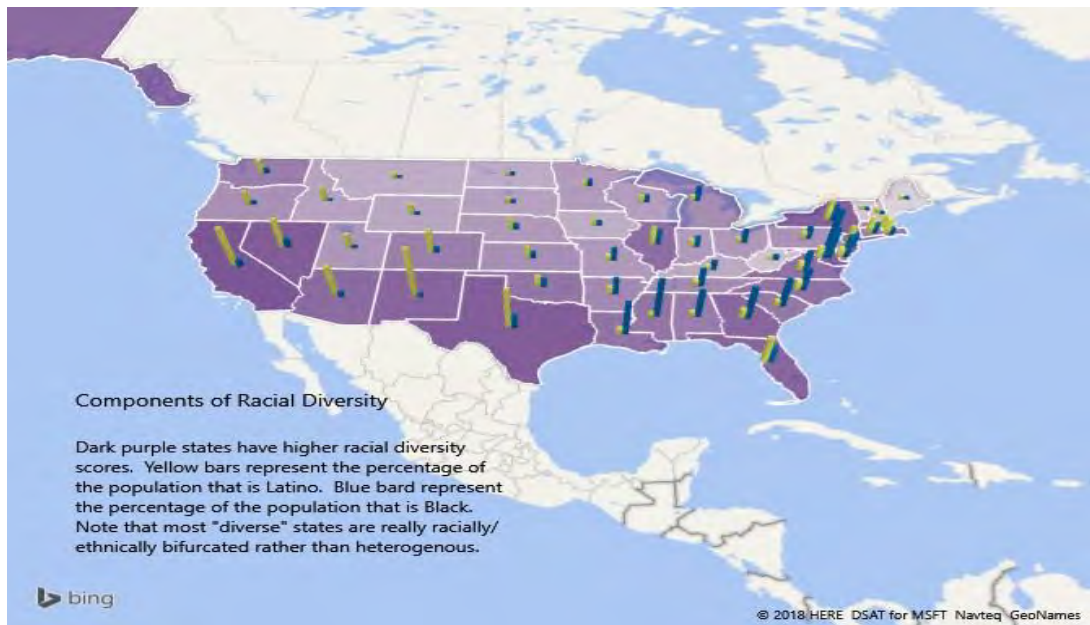 Components of Racial Diversity
Dark purple states have higher racial diversity
scores.  Yellow bars represent the percentage of
the population that is Latino.  Blue bard represent
the percentage of the population that is Black.
Note that most "diverse" states are really racially/
ethnically bifurcated rather than heterogenous.
bing
© 2018 HERE  DSAT for MSFT  Navteq  GeoNames